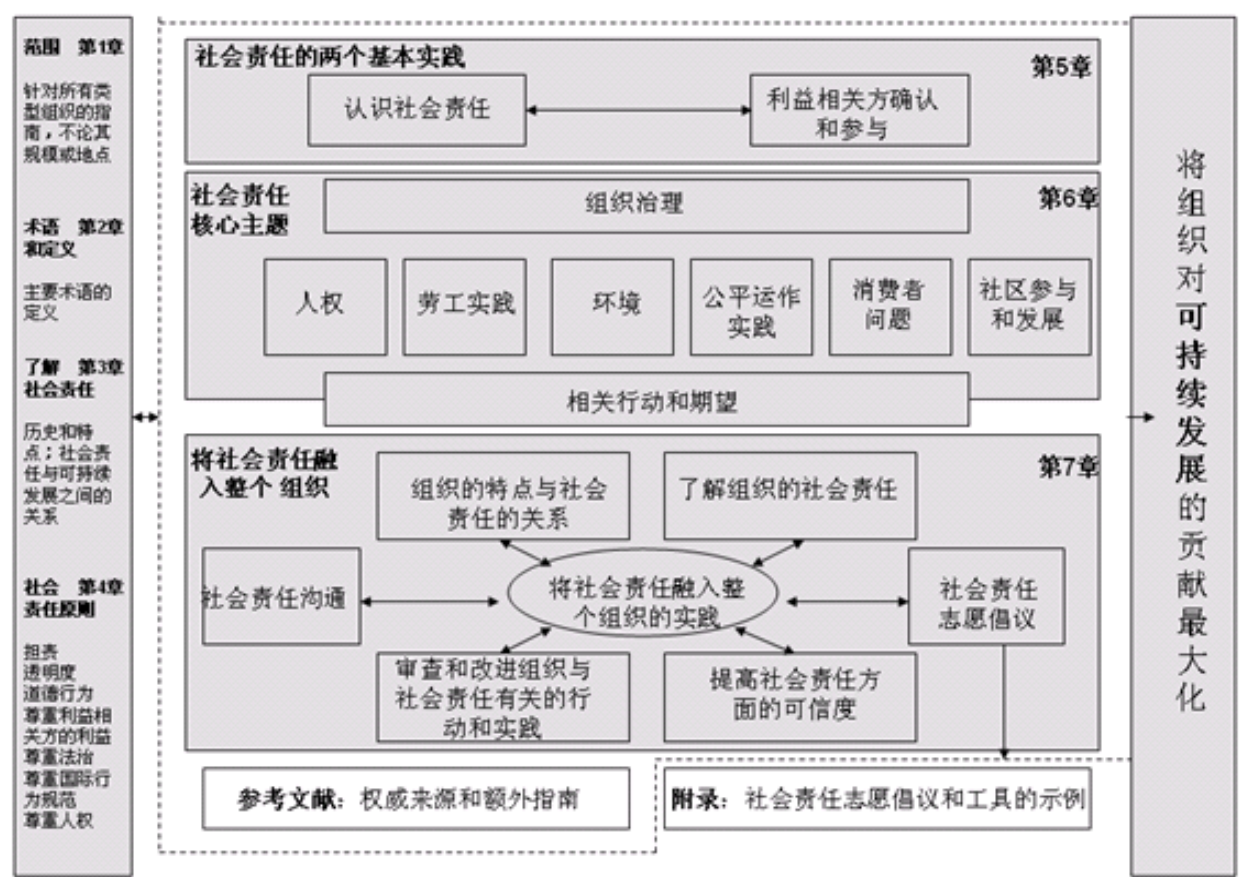 范围 第1章
针对所有类
型组织的指
南，不论其
规模或地点
术语 第2章
和定义
主要术语的
定义
了解 第3章
社会责任
历史和特
点；社会责
任与可持续
发展之间的
关系
社会 第4章
责任原则
担责
透明度
道德行为
尊重利益相
关方的利益
尊重法治
尊重国际行
为规范
尊重人权
社会责任的两个基本实践
第5章
认识社会责任
利益相关方确认
和参与
社会责任
核心主题
第6章
组织治理
人权
劳工实践
环境
公平运作
实践
消费者
问题
社区参与
和发展
相关行动和期望
将社会责任融
入整个 组织
第7章
组织的特点与社会
责任的关系
了解组织的社会责任
社会责任沟通
将社会责任融入整
个组织的实践
社会责任
志愿倡议
审查和改进组织与
社会责任有关的行
动和实践
提高社会责任方
面的可信度
参考文献：权威来源和额外指南
附录：社会责任志愿倡议和工具的示例
将组织对可持续发展的贡献最大化